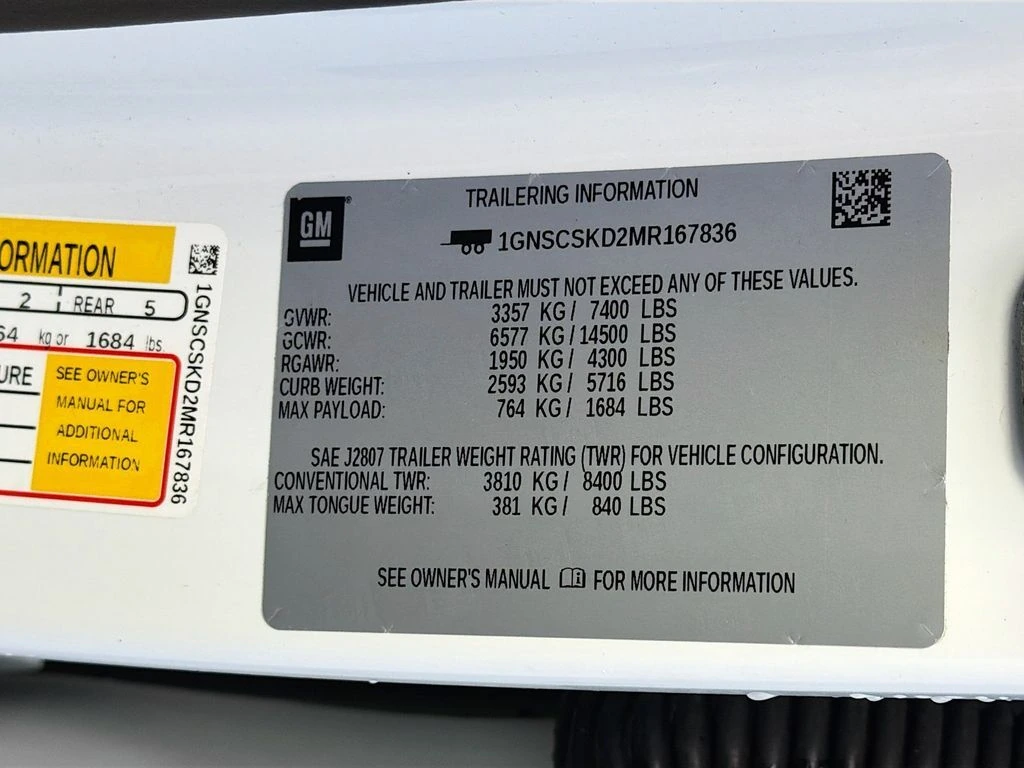 ORMATION
2 REAR 5
64 kg or 1684 lbs
URE
SEE OWNER'S
MANUAL FOR
ADDITIONAL
INFORMATION
1GNSCSKD2MR167836
GM®
TRAILERING INFORMATION
1GNSCSKD2MR167836
VEHICLE AND TRAILER MUST NOT EXCEED ANY OF THESE VALUES.
GVWR: 3357 KG / 7400 LBS
GCWR: 6577 KG / 14500 LBS
RGAWR: 1950 KG / 4300 LBS
CURB WEIGHT: 2593 KG / 5716 LBS
MAX PAYLOAD: 764 KG / 1684 LBS
SAE J2807 TRAILER WEIGHT RATING (TWR) FOR VEHICLE CONFIGURATION.
CONVENTIONAL TWR: 3810 KG / 8400 LBS
MAX TONGUE WEIGHT: 381 KG / 840 LBS
SEE OWNER'S MANUAL FOR MORE INFORMATION